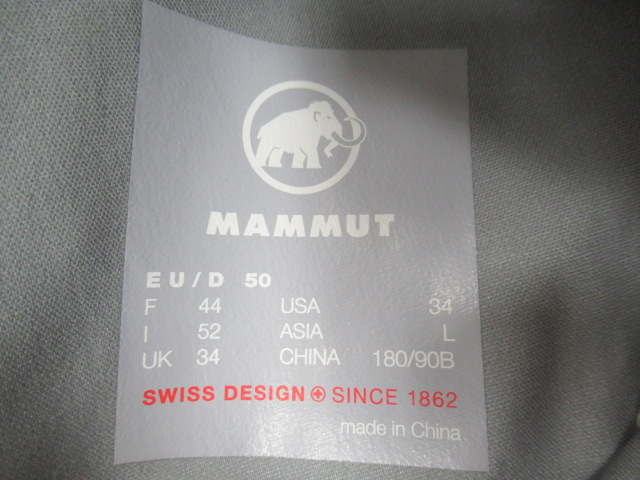 MAMMUT
EU/D 50
F 44 USA 34
I 52 ASIA L
UK 34 CHINA 180/90B
SWISS DESIGN SINCE 1862
made in China